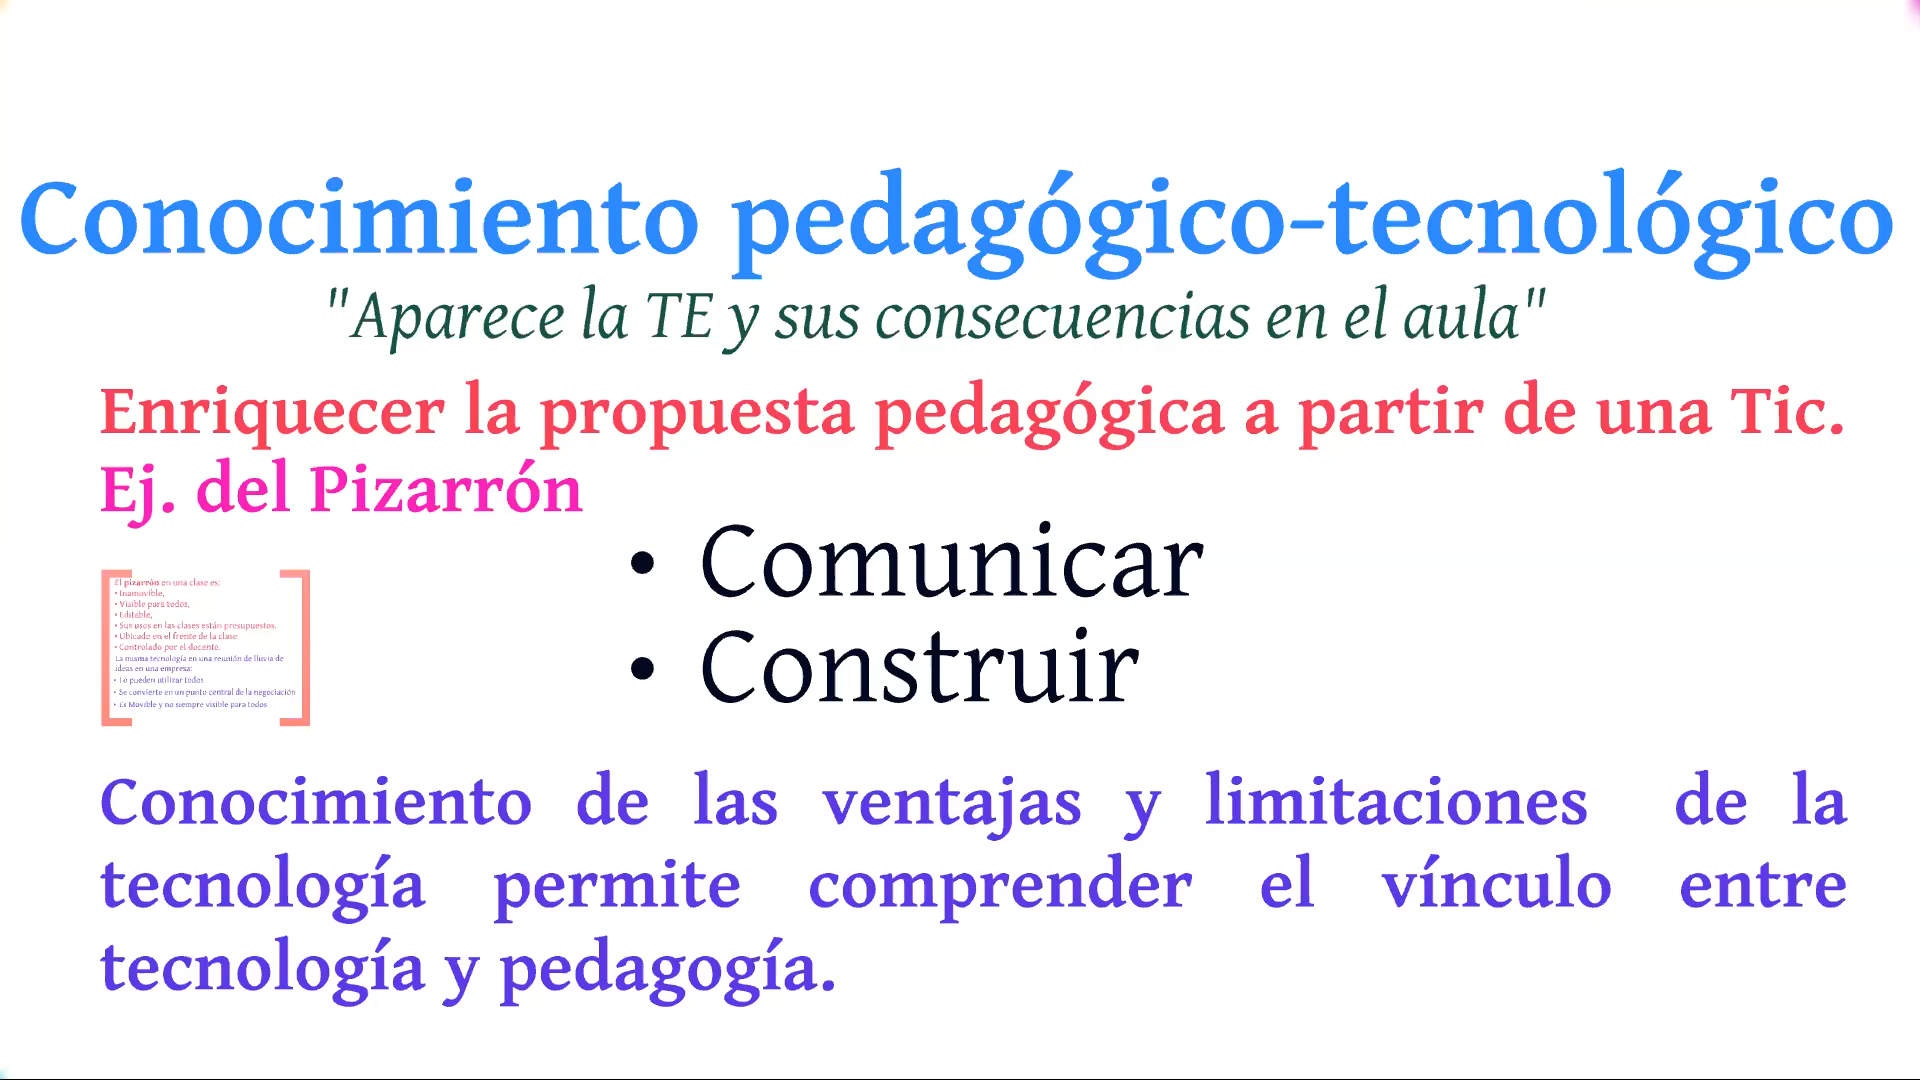 Conocimiento pedagógico-tecnológico
"Aparece la TE y sus consecuencias en el aula"
Enriquecer la propuesta pedagógica a partir de una Tic.
Ej. del Pizarrón
• Comunicar
• Construir
El pizarrón en una clase es:
• Inamovible,
• Visible para todos,
• Editable,
• Sus usos en las clases están presupuestos.
• Ubicado en el frente de la clase
• Controlado por el docente.
La misma tecnología en una reunión de lluvia de
ideas en una empresa:
• Lo pueden utilizar todos
• Se convierte en un punto central de la negociación
• Es Movible y no siempre visible para todos
Conocimiento de las ventajas y limitaciones de la
tecnología permite comprender el vínculo entre
tecnología y pedagogía.